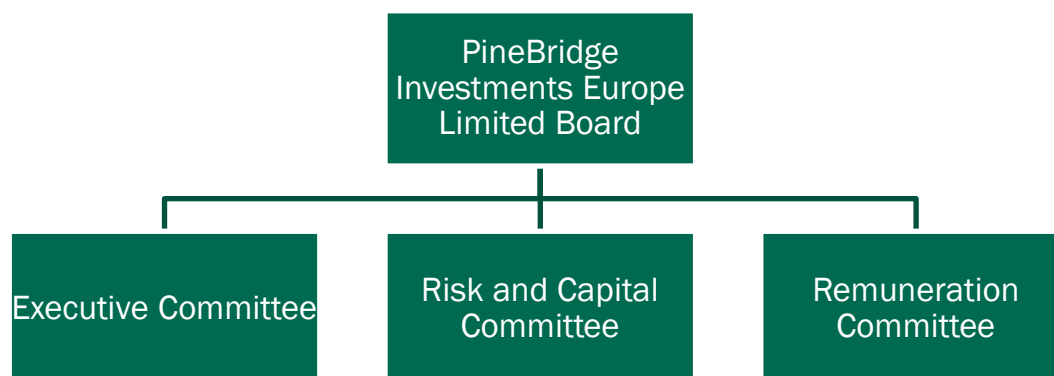 PineBridge
Investments Europe
Limited Board
Executive Committee
Risk and Capital
Committee
Remuneration
Committee